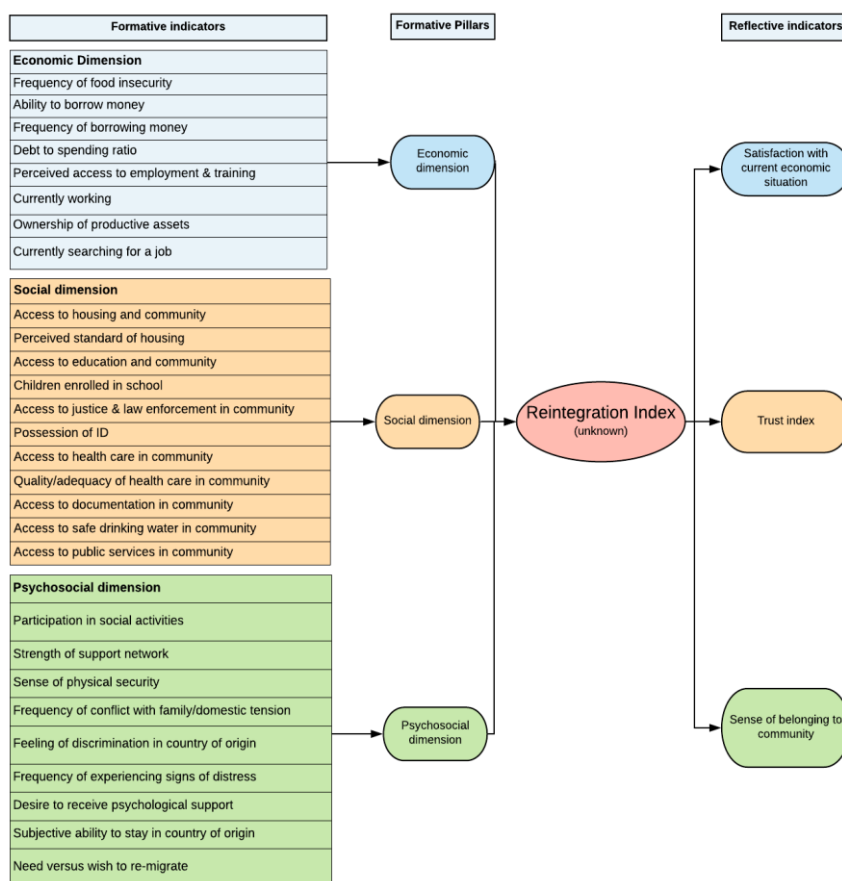 Formative indicators
Formative Pillars
Reflective indicators
Economic Dimension
Frequency of food insecurity
Ability to borrow money
Frequency of borrowing money
Debt to spending ratio
Perceived access to employment & training
Currently working
Ownership of productive assets
Currently searching for a job
Economic
dimension
Satisfaction with
current economic
situation
Social dimension
Access to housing and community
Perceived standard of housing
Access to education and community
Children enrolled in school
Access to justice & law enforcement in community
Possession of ID
Access to health care in community
Quality/adequacy of health care in community
Access to documentation in community
Access to safe drinking water in community
Access to public services in community
Social dimension
Reintegration Index
(unknown)
Trust index
Psychosocial dimension
Participation in social activities
Strength of support network
Sense of physical security
Frequency of conflict with family/domestic tension
Feeling of discrimination in country of origin
Frequency of experiencing signs of distress
Desire to receive psychological support
Subjective ability to stay in country of origin
Need versus wish to re-migrate
Psychosocial
dimension
Sense of belonging to
community